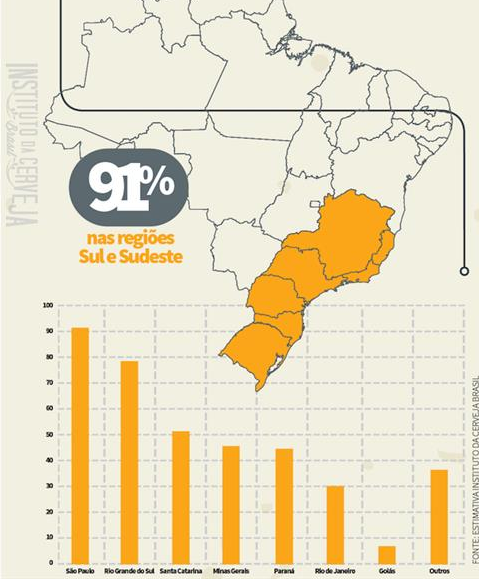 INSTITUTO DA CERVEJA
Brasil
91%
nas regiões
Sul e Sudeste
100
90
80
70
60
50
40
30
20
10
0
São Paulo Rio Grande do Sul Santa Catarina Minas Gerais Paraná Rio de Janeiro Goiás Outros
FONTE: ESTIMATIVA INSTITUTO DA CERVEJA BRASIL